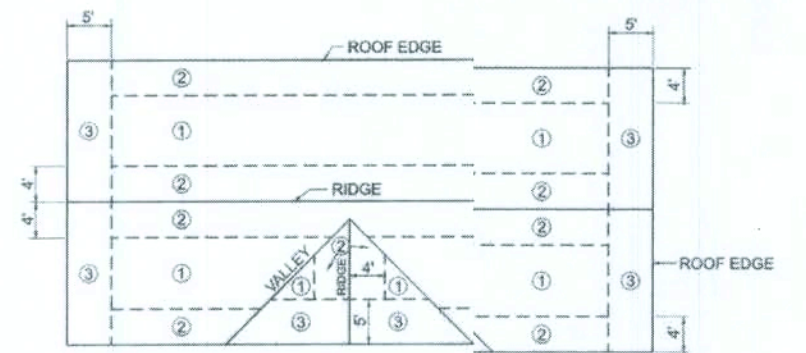 5' 5'
ROOF EDGE
② ② 4'
③ ① ① ③
4' ② ②
RIDGE
4' ② ②
② VALLEY RIDGE 4'
③ ① ① ① ① ③ ROOF EDGE
② ③ ③ 5' ② 4'